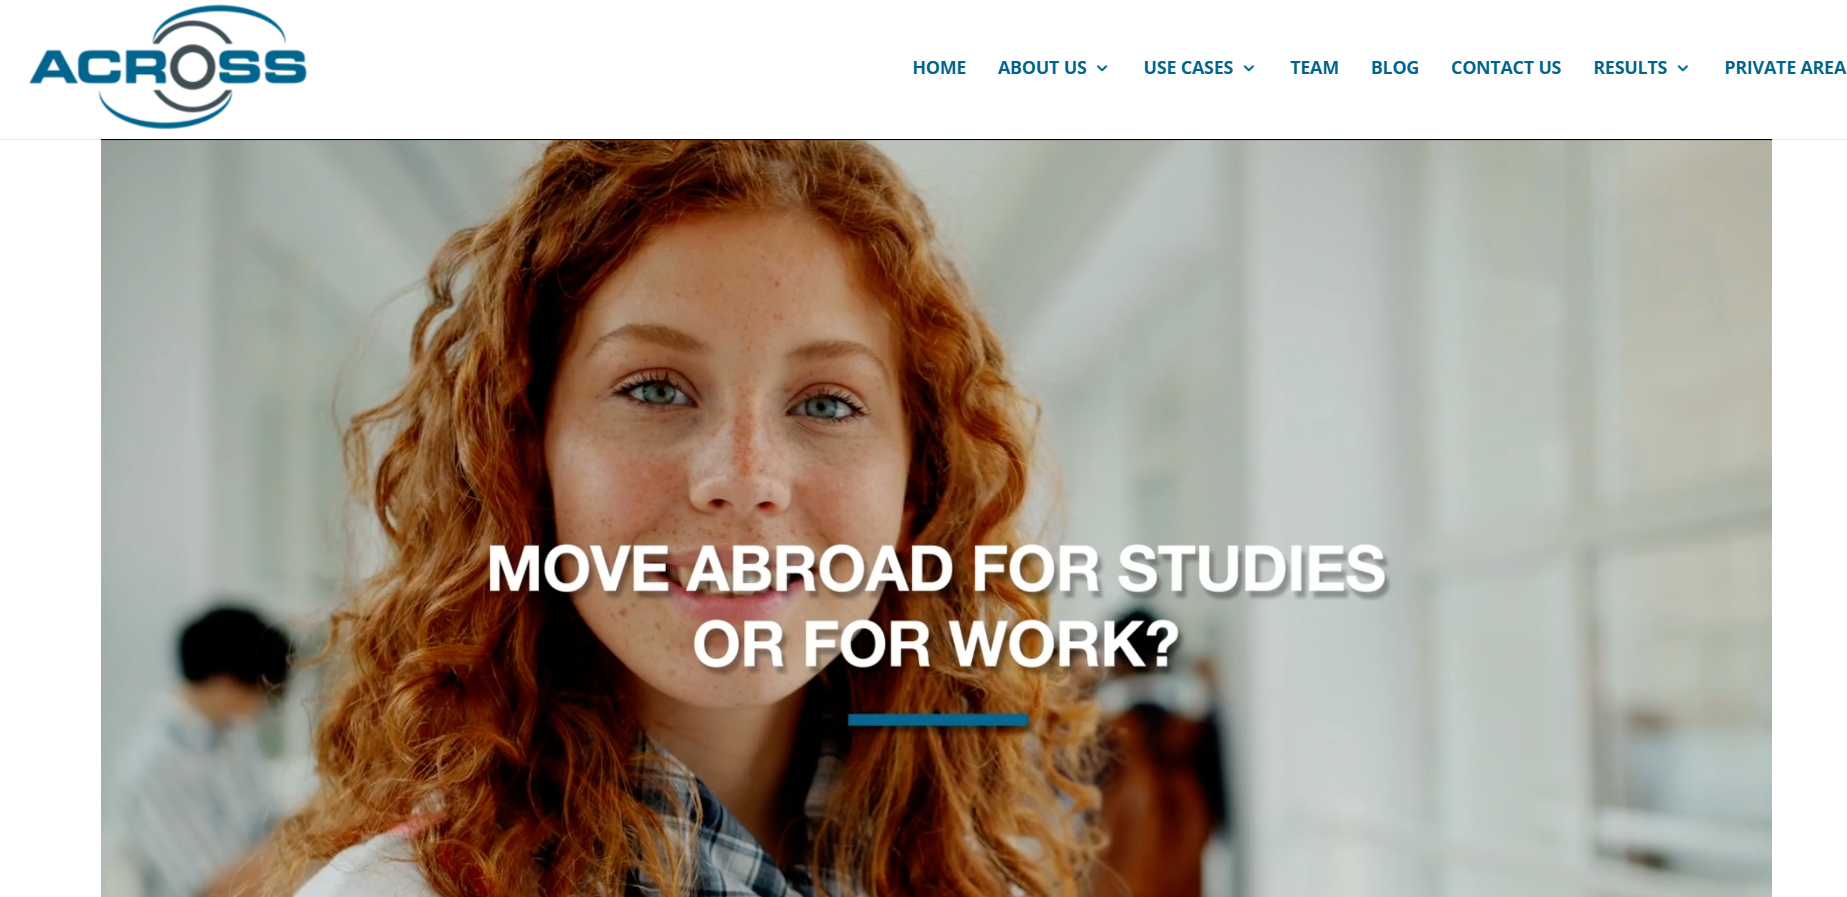 ACROSS
HOME ABOUT US USE CASES TEAM BLOG CONTACT US RESULTS PRIVATE AREA
MOVE ABROAD FOR STUDIES
OR FOR WORK?